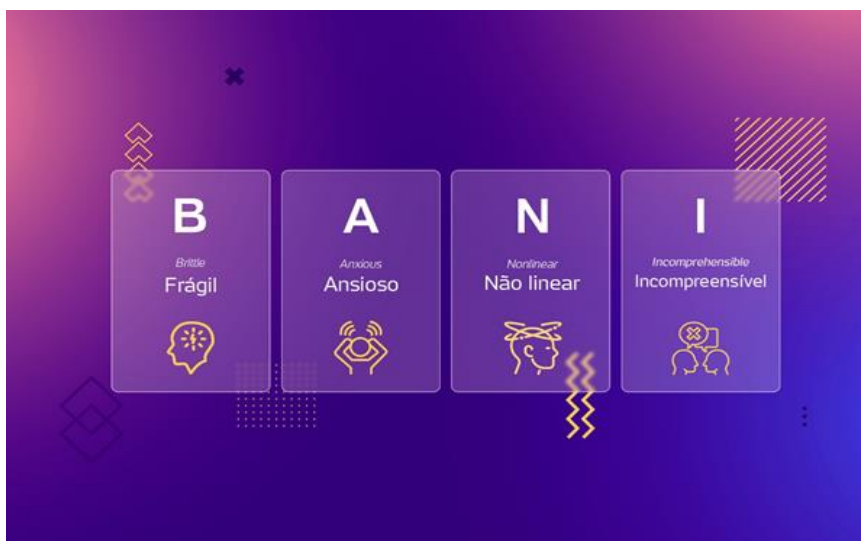 B
Brittle
Frágil
A
Anxious
Ansioso
N
Nonlinear
Não linear
I
Incomprehensible
Incompreensível